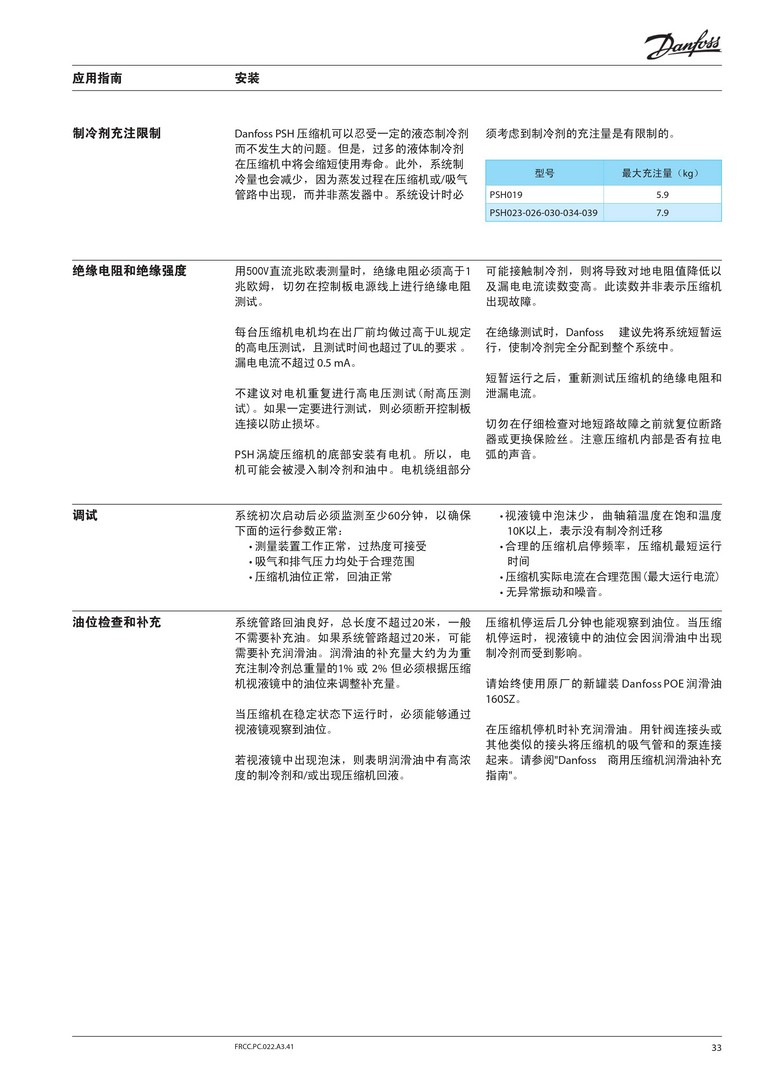 Danfoss
应用指南
安装
制冷剂充注限制
Danfoss PSH 压缩机可以忍受一定的液态制冷剂
而不发生大的问题。但是，过多的液体制冷剂
在压缩机中将会缩短使用寿命。此外，系统制
冷量也会减少，因为蒸发过程在压缩机或/吸气
管路中出现，而并非蒸发器中。系统设计时必
须考虑到制冷剂的充注量是有限制的。
型号 最大充注量（kg）
PSH019 5.9
PSH023-026-030-034-039 7.9
绝缘电阻和绝缘强度
用500V直流兆欧表测量时，绝缘电阻必须高于1
兆欧姆，切勿在控制板电源线上进行绝缘电阻
测试。
每台压缩机电机均在出厂前均做过高于UL规定
的高电压测试，且测试时间也超过了UL的要求 。
漏电电流不超过 0.5 mA。
不建议对电机重复进行高电压测试(耐高压测
试)。如果一定要进行测试，则必须断开控制板
连接以防止损坏。
PSH 涡旋压缩机的底部安装有电机。所以，电
机可能会被浸入制冷剂和油中。电机绕组部分
可能接触制冷剂，则将导致对地电阻值降低以
及漏电电流读数变高。此读数并非表示压缩机
出现故障。
在绝缘测试时，Danfoss 建议先将系统短暂运
行，使制冷剂完全分配到整个系统中。
短暂运行之后，重新测试压缩机的绝缘电阻和
泄漏电流。
切勿在仔细检查对地短路故障之前就复位断路
器或更换保险丝。注意压缩机内部是否有拉电
弧的声音。
调试
系统初次启动后必须监测至少60分钟，以确保
下面的运行参数正常：
• 测量装置工作正常，过热度可接受
• 吸气和排气压力均处于合理范围
• 压缩机油位正常，回油正常
• 视液镜中泡沫少，曲轴箱温度在饱和温度
10K以上，表示没有制冷剂迁移
• 合理的压缩机启停频率，压缩机最短运行
时间
• 压缩机实际电流在合理范围(最大运行电流)
• 无异常振动和噪音。
油位检查和补充
系统管路回油良好，总长度不超过20米，一般
不需要补充油。如果系统管路超过20米，可能
需要补充润滑油。润滑油的补充量大约为为重
充注制冷剂总重量的1% 或 2% 但必须根据压缩
机视液镜中的油位来调整补充量。
当压缩机在稳定状态下运行时，必须能够通过
视液镜观察到油位。
若视液镜中出现泡沫，则表明润滑油中有高浓
度的制冷剂和/或出现压缩机回液。
压缩机停运后几分钟也能观察到油位。当压缩
机停运时，视液镜中的油位会因润滑油中出现
制冷剂而受到影响。
请始终使用原厂的新罐装 Danfoss POE 润滑油
160SZ。
在压缩机停机时补充润滑油。用针阀连接头或
其他类似的接头将压缩机的吸气管和的泵连接
起来。请参阅"Danfoss 商用压缩机润滑油补充
指南"。
FRCC.PC.022.A3.41
33